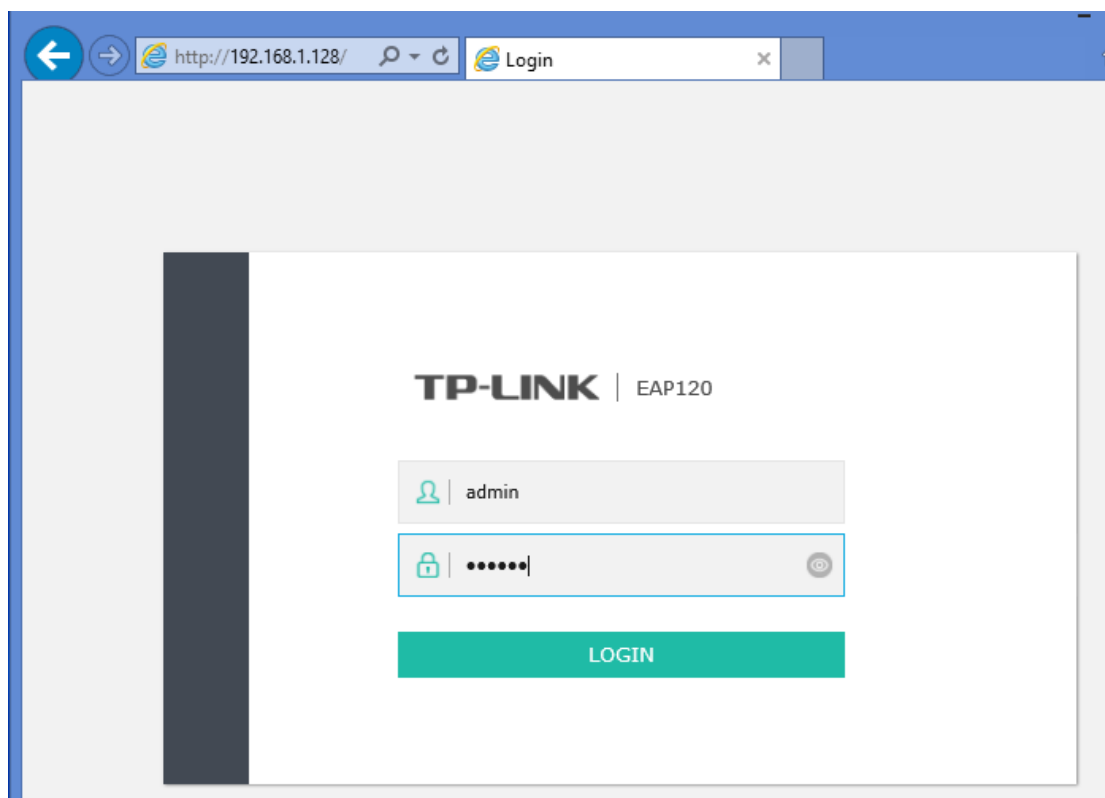 http://192.168.1.128/ Login
TP-LINK EAP120
admin
••••••
LOGIN